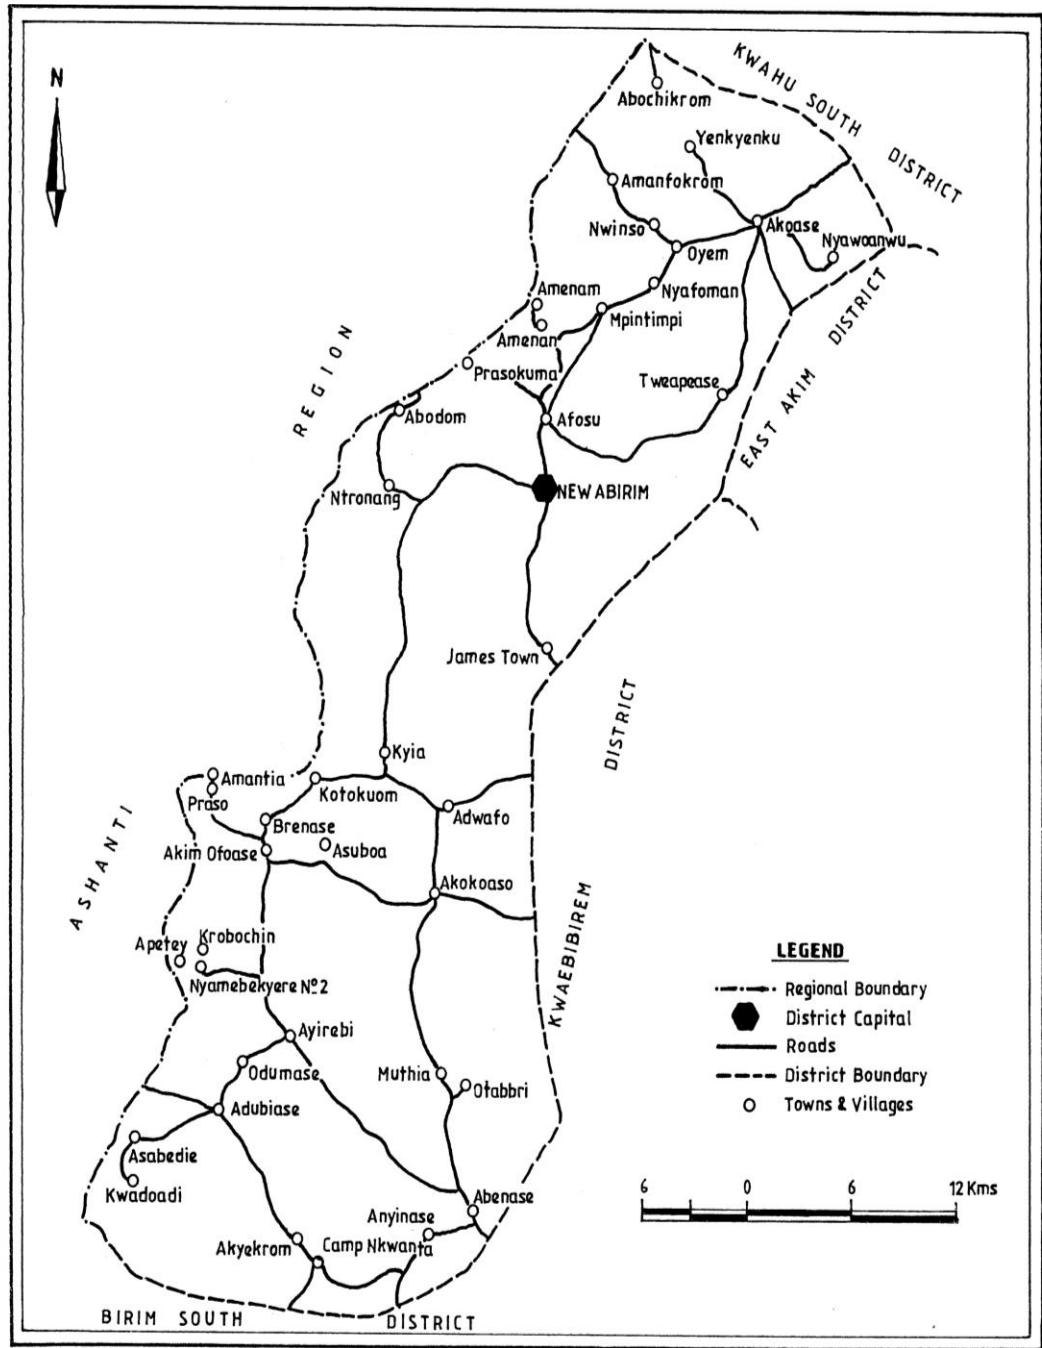 N
KWAHU SOUTH DISTRICT
Abochikrom
Yenkyenku
Amanfokrom
Nwinso
Akoase
Nyawoanwu
Oyem
Nyafoman
Amenam
Mpintimpi
Amenan
EAST AKIM DISTRICT
Prasokuma
Tweapease
REGION
Abodom
Afosu
Ntronang
NEW ABIRIM
James Town
DISTRICT
Kyia
Amantia
Kotokuom
Praso
Adwafo
Brenase
Asuboa
Akim Ofoase
ASHANTI
Akokoaso
KWAEBIBIREM
Krobochin
Apetey
Nyamebekyere Nº2
LEGEND
Regional Boundary
District Capital
Roads
District Boundary
Towns & Villages
Ayirebi
Odumase
Muthia
Otabbri
Adubiase
Asabedie
Kwadoadi
Abenase
Anyinase
6 0 6 12 Kms
Akyekrom
Camp Nkwanta
BIRIM SOUTH DISTRICT